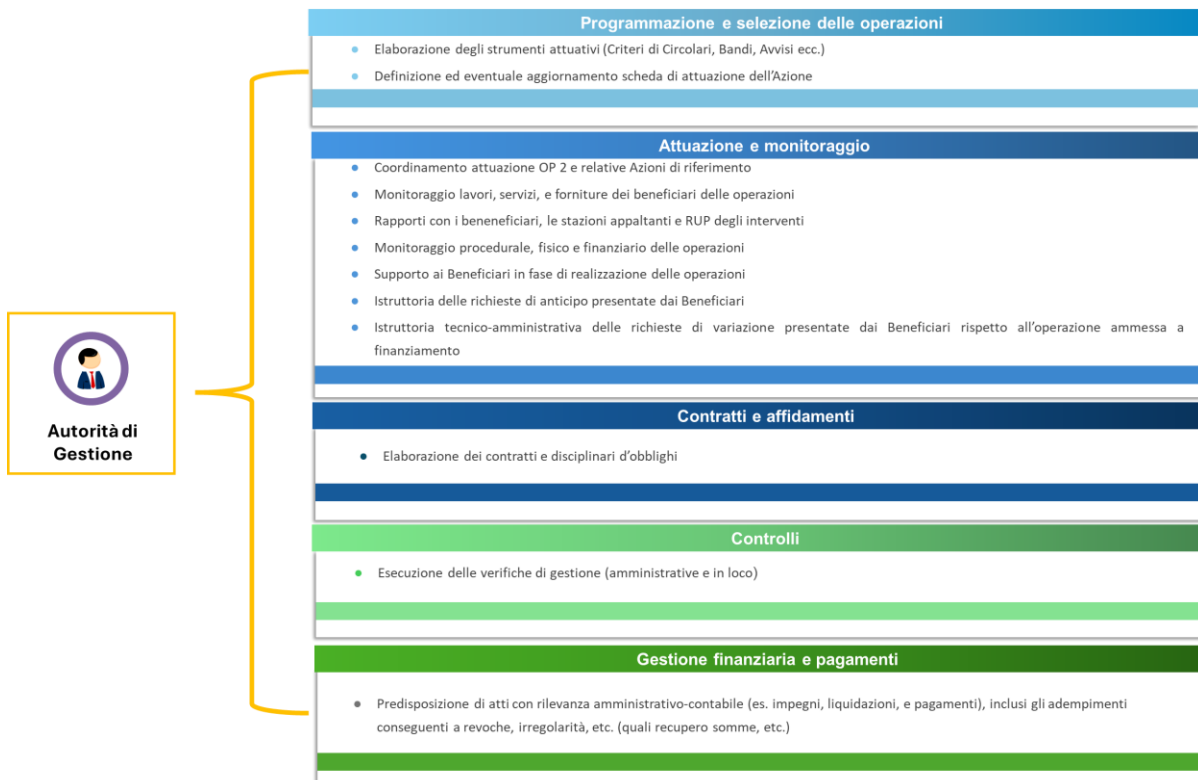 Programmazione e selezione delle operazioni
Elaborazione degli strumenti attuativi (Criteri di Circolari, Bandi, Avvisi ecc.)
Definizione ed eventuale aggiornamento scheda di attuazione dell’Azione
Attuazione e monitoraggio
Coordinamento attuazione OP 2 e relative Azioni di riferimento
Monitoraggio lavori, servizi, e forniture dei beneficiari delle operazioni
Rapporti con i beneneficiari, le stazioni appaltanti e RUP degli interventi
Monitoraggio procedurale, fisico e finanziario delle operazioni
Supporto ai Beneficiari in fase di realizzazione delle operazioni
Istruttoria delle richieste di anticipo presentate dai Beneficiari
Istruttoria tecnico-amministrativa delle richieste di variazione presentate dai Beneficiari rispetto all’operazione ammessa a
finanziamento
Autorità di
Gestione
Contratti e affidamenti
Elaborazione dei contratti e disciplinari d’obblighi
Controlli
Esecuzione delle verifiche di gestione (amministrative e in loco)
Gestione finanziaria e pagamenti
Predisposizione di atti con rilevanza amministrativo-contabile (es. impegni, liquidazioni, e pagamenti), inclusi gli adempimenti
conseguenti a revoche, irregolarità, etc. (quali recupero somme, etc.)